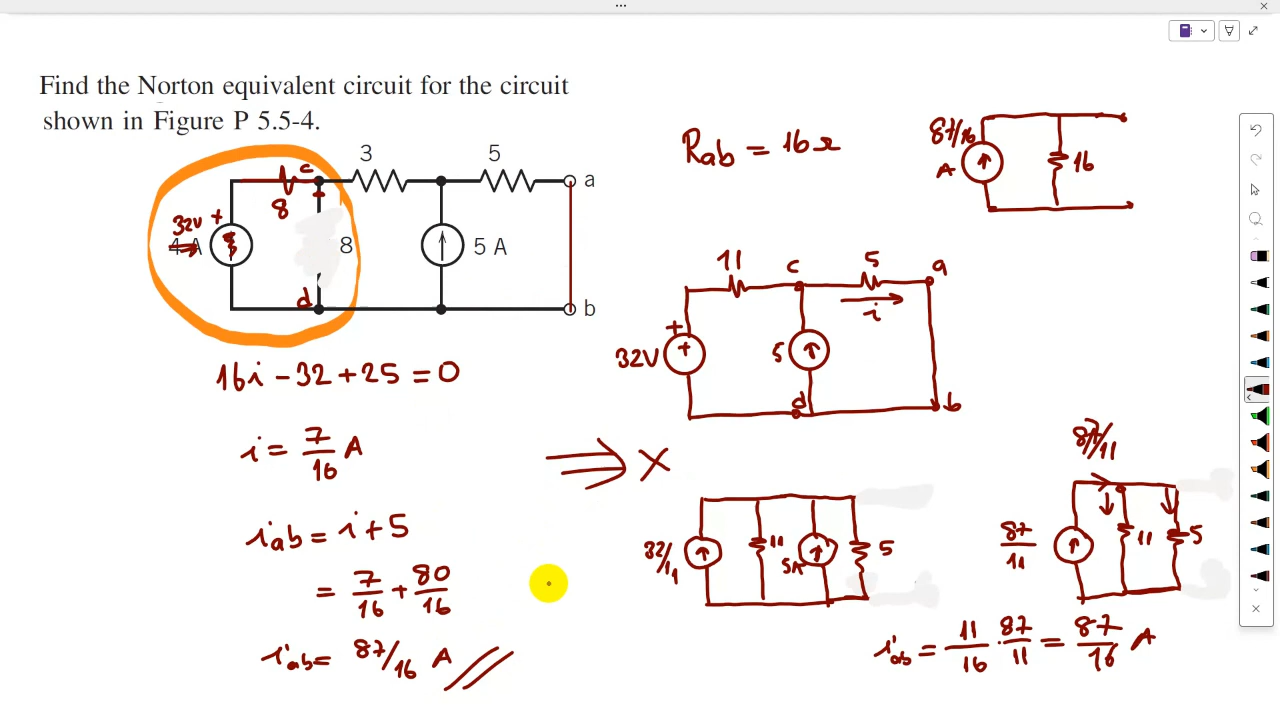 Find the Norton equivalent circuit for the circuit
shown in Figure P 5.5-4.
3
5
c
a
8
32V
+
8
5 A
d
b
16i - 32 + 25 = 0
i = 7/16 A
iab = i + 5
= 7/16 + 80/16
iab = 87/16 A
Rab = 16Ω
87/16
A
16
11
c
5
a
i
+
32V
+
5
d
b
⇒ X
32/11
11
5A
5
87/11
87/11
11
5
iab = 11/16 · 87/11 = 87/16 A